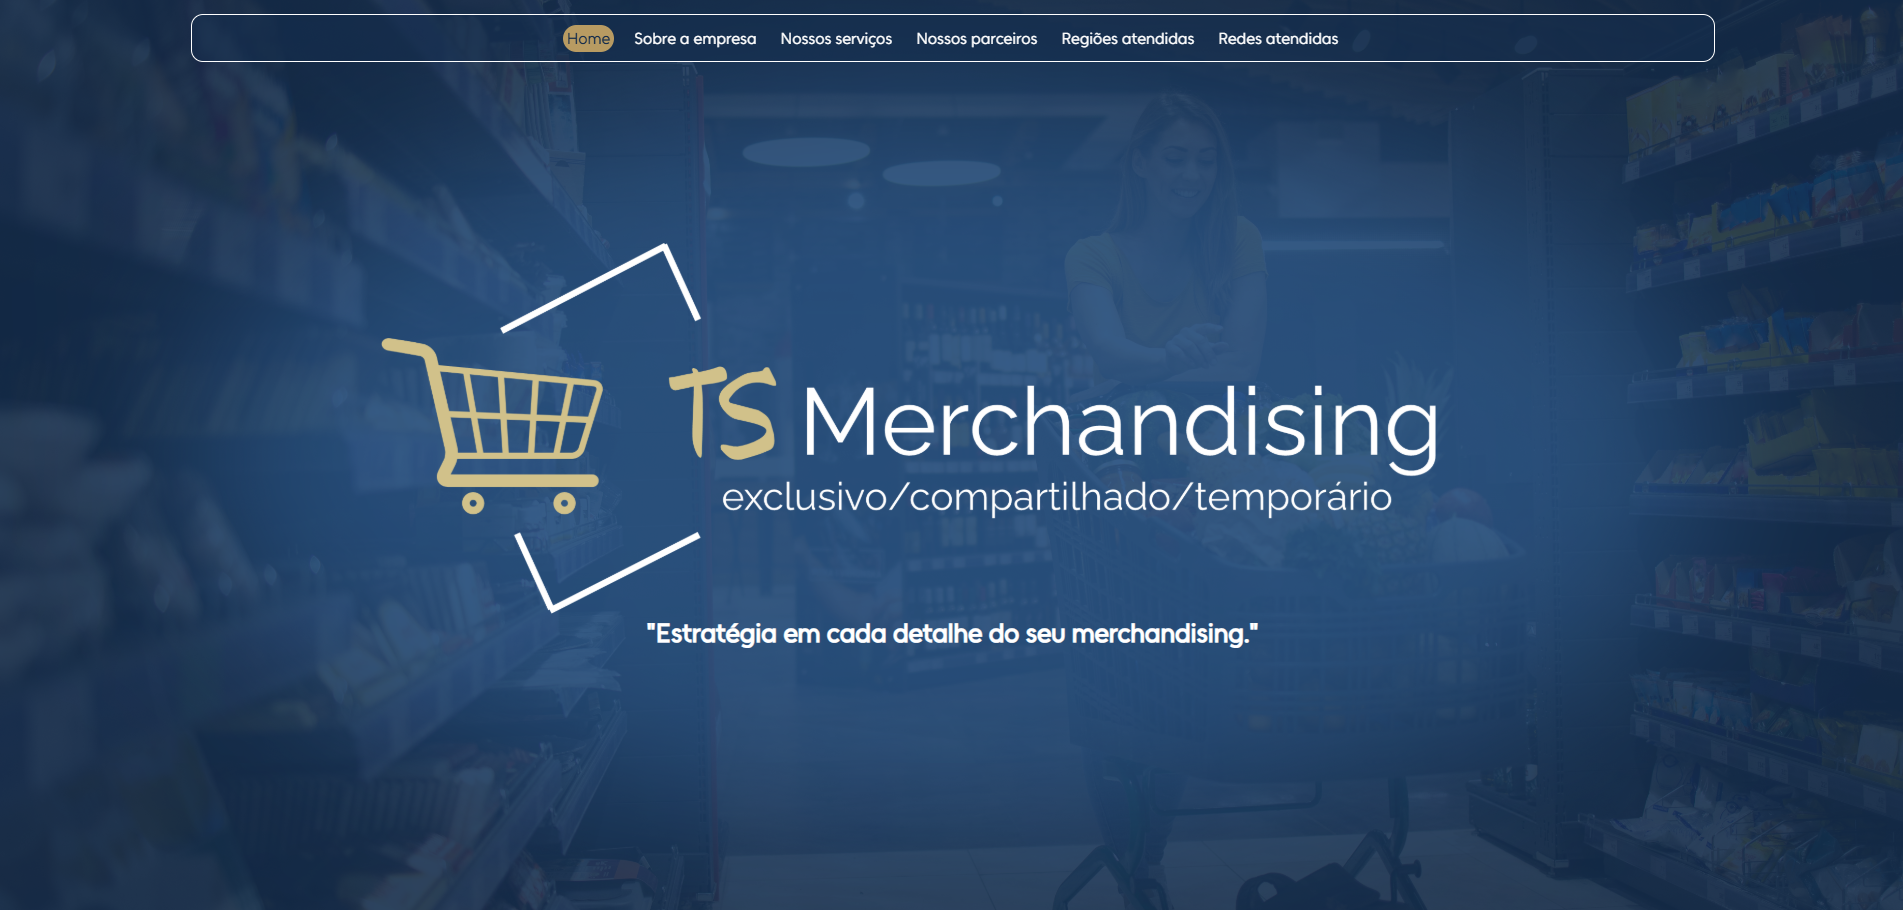 Home Sobre a empresa Nossos serviços Nossos parceiros Regiões atendidas Redes atendidas
TS Merchandising
exclusivo/compartilhado/temporário
"Estratégia em cada detalhe do seu merchandising."